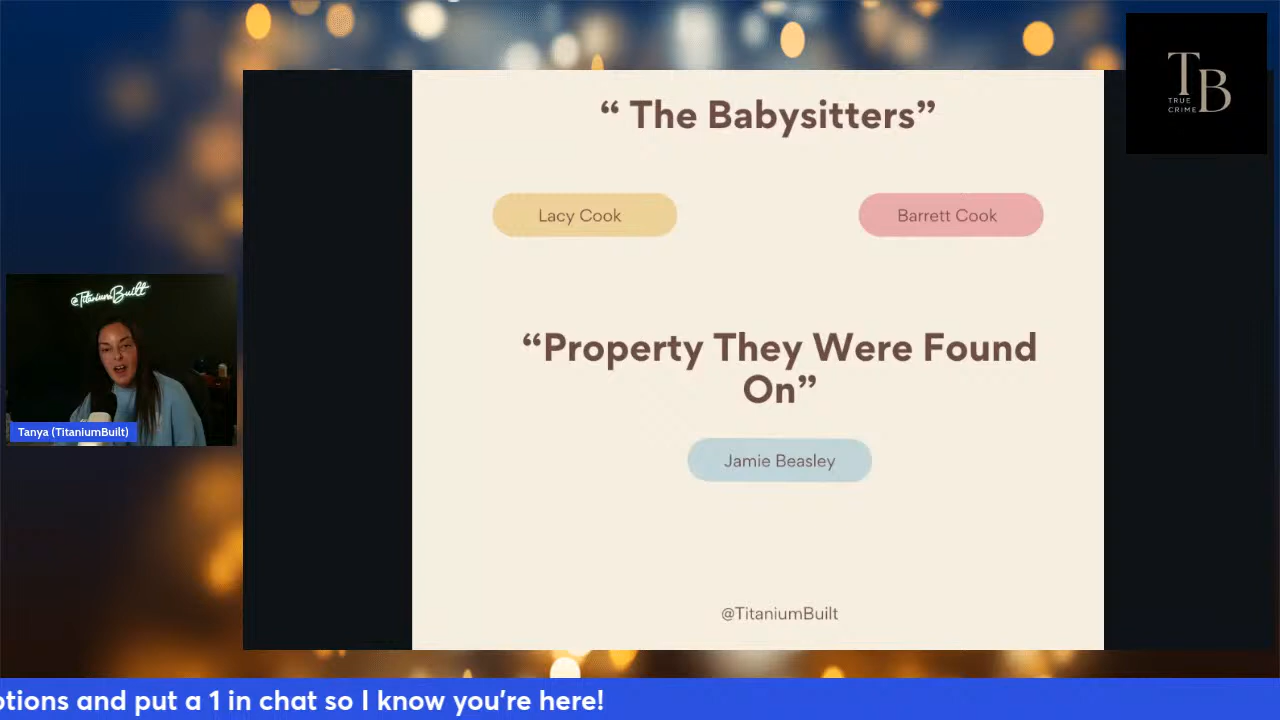 “ The Babysitters”
TB
TRUE
CRIME
Lacy Cook
Barrett Cook
@TitaniumBuilt
“Property They Were Found
On”
Tanya (TitaniumBuilt)
Jamie Beasley
@TitaniumBuilt
ptions and put a 1 in chat so I know you’re here!